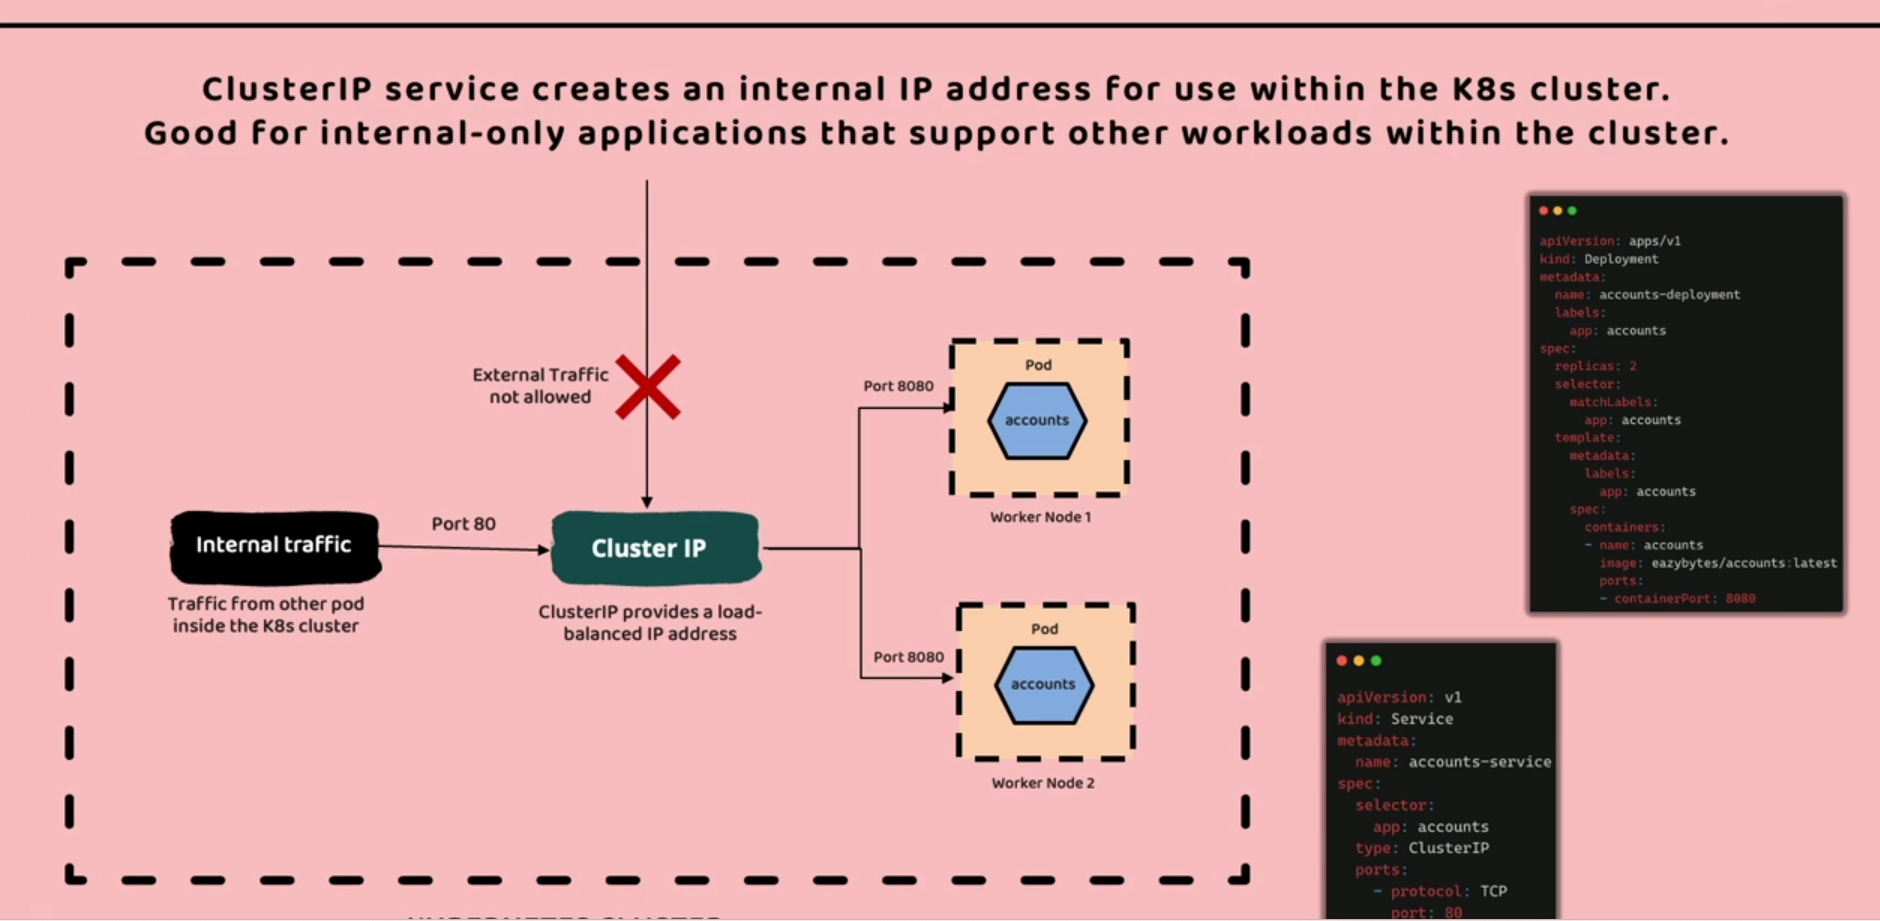 ClusterIP service creates an internal IP address for use within the K8s cluster.
Good for internal-only applications that support other workloads within the cluster.
External Traffic
not allowed
Internal traffic
Port 80
Cluster IP
Traffic from other pod
inside the K8s cluster
ClusterIP provides a load-
balanced IP address
Port 8080
Pod
accounts
Worker Node 1
Port 8080
Pod
accounts
Worker Node 2
apiVersion: apps/v1
kind: Deployment
metadata:
  name: accounts-deployment
  labels:
    app: accounts
spec:
  replicas: 2
  selector:
    matchLabels:
      app: accounts
  template:
    metadata:
      labels:
        app: accounts
    spec:
      containers:
      - name: accounts
        image: eazybytes/accounts:latest
        ports:
        - containerPort: 8080
apiVersion: v1
kind: Service
metadata:
  name: accounts-service
spec:
  selector:
    app: accounts
  type: ClusterIP
  ports:
    - protocol: TCP
      port: 80